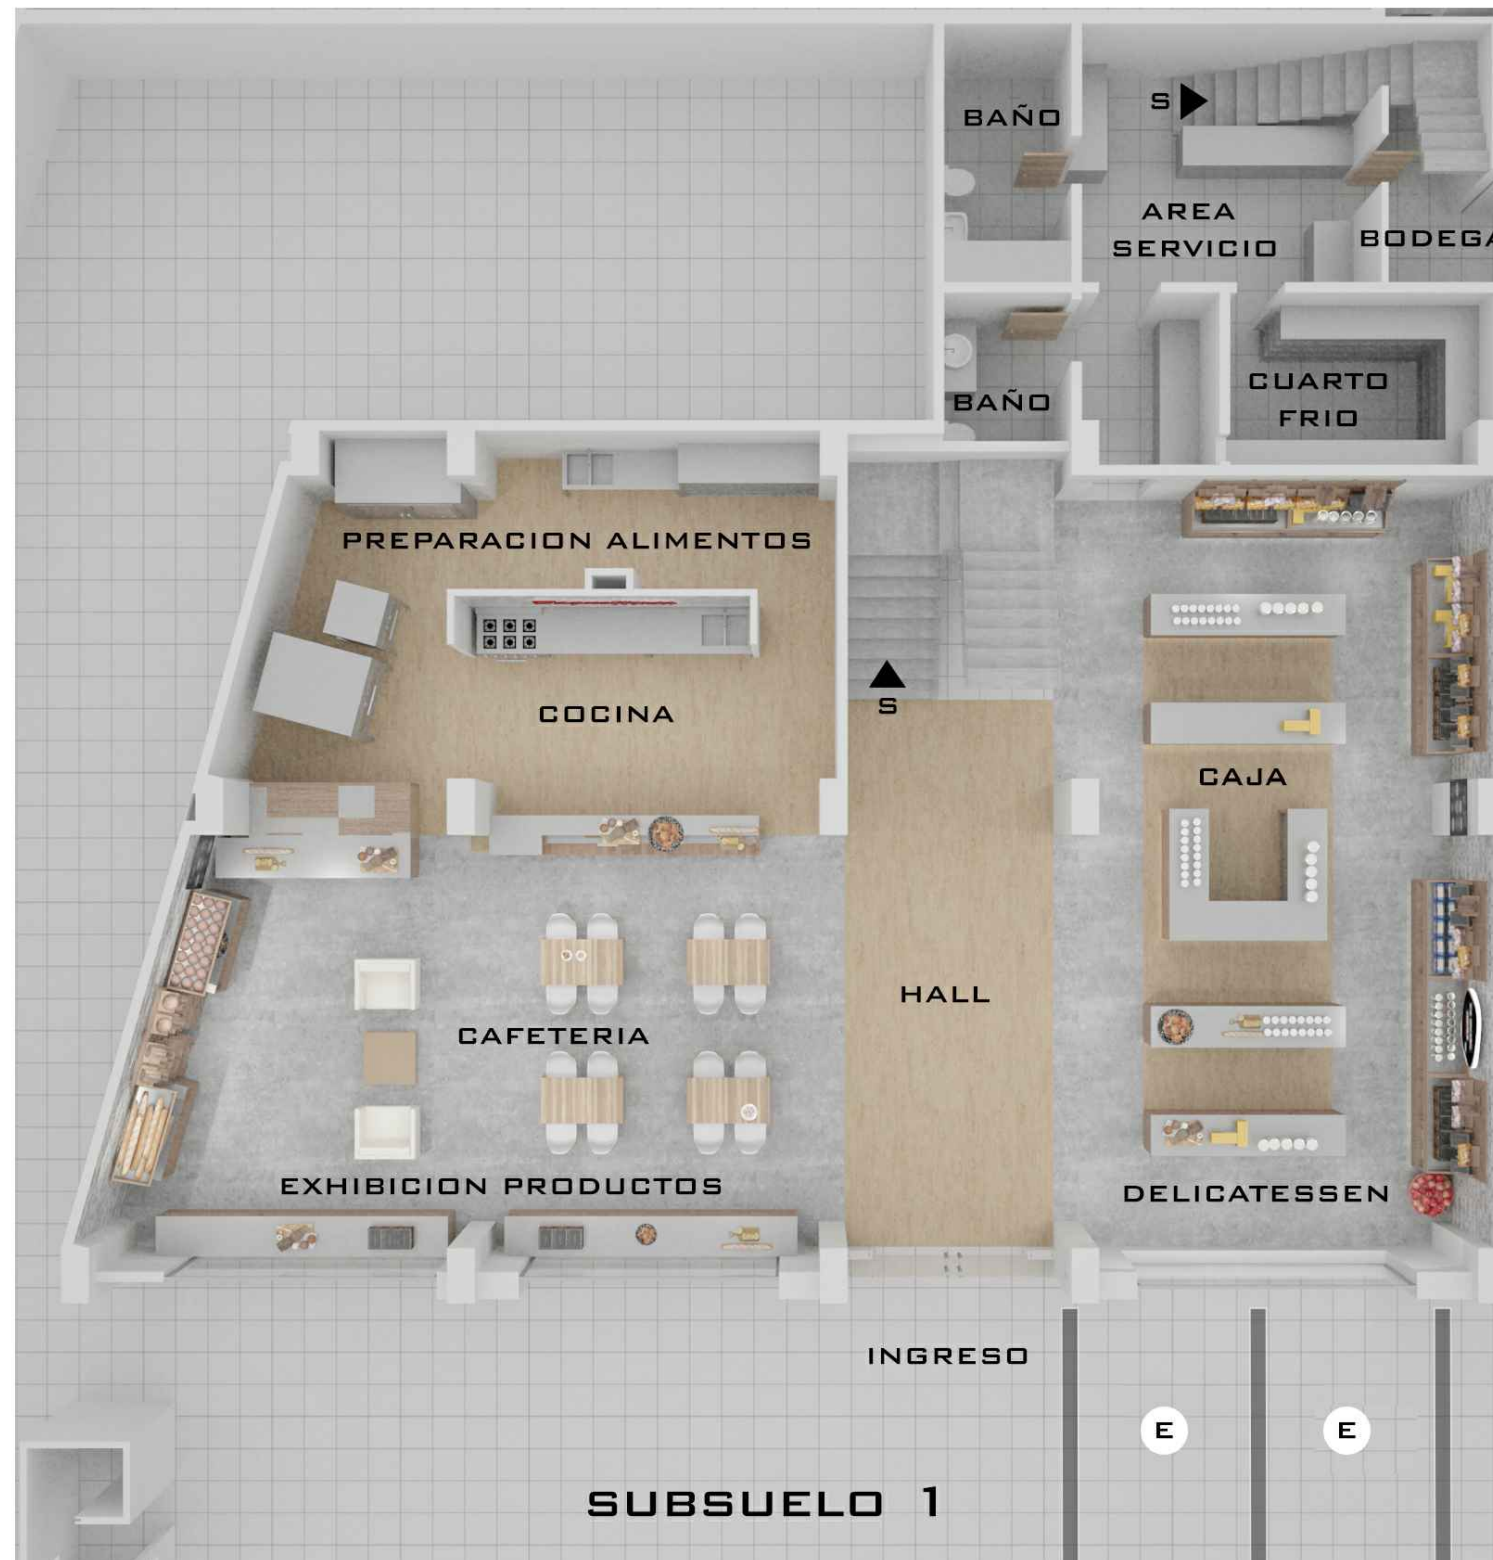 BAÑO
S
AREA
SERVICIO
BODEGA
CUARTO
FRIO
BAÑO
PREPARACION ALIMENTOS
COCINA
S
CAJA
HALL
CAFETERIA
EXHIBICION PRODUCTOS
DELICATESSEN
INGRESO
E
E
SUBSUELO 1